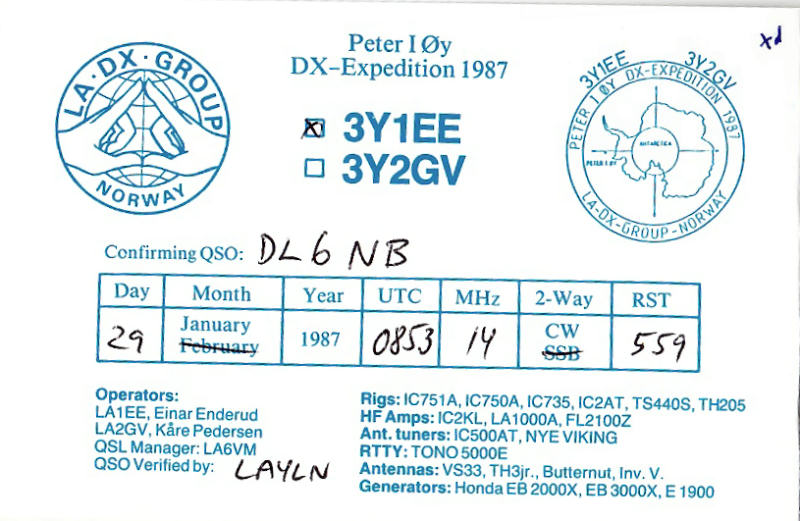 Peter I Øy
DX-Expedition 1987
LA·DX·GROUP
NORWAY
3Y1EE
3Y2GV
3Y1EE 3Y2GV
PETER I ØY DX-EXPEDITION 1987
ANTARCTICA
PETER I ØY
LA-DX-GROUP-NORWAY
xd
Confirming QSO: DL6NB
Day Month Year UTC MHz 2-Way RST
29 January February 1987 0853 14 CW SSB 559
Operators:
LA1EE, Einar Enderud
LA2GV, Kåre Pedersen
QSL Manager: LA6VM
QSO Verified by: LA4LN
Rigs: IC751A, IC750A, IC735, IC2AT, TS440S, TH205
HF Amps: IC2KL, LA1000A, FL2100Z
Ant. tuners: IC500AT, NYE VIKING
RTTY: TONO 5000E
Antennas: VS33, TH3jr., Butternut, Inv. V.
Generators: Honda EB 2000X, EB 3000X, E 1900